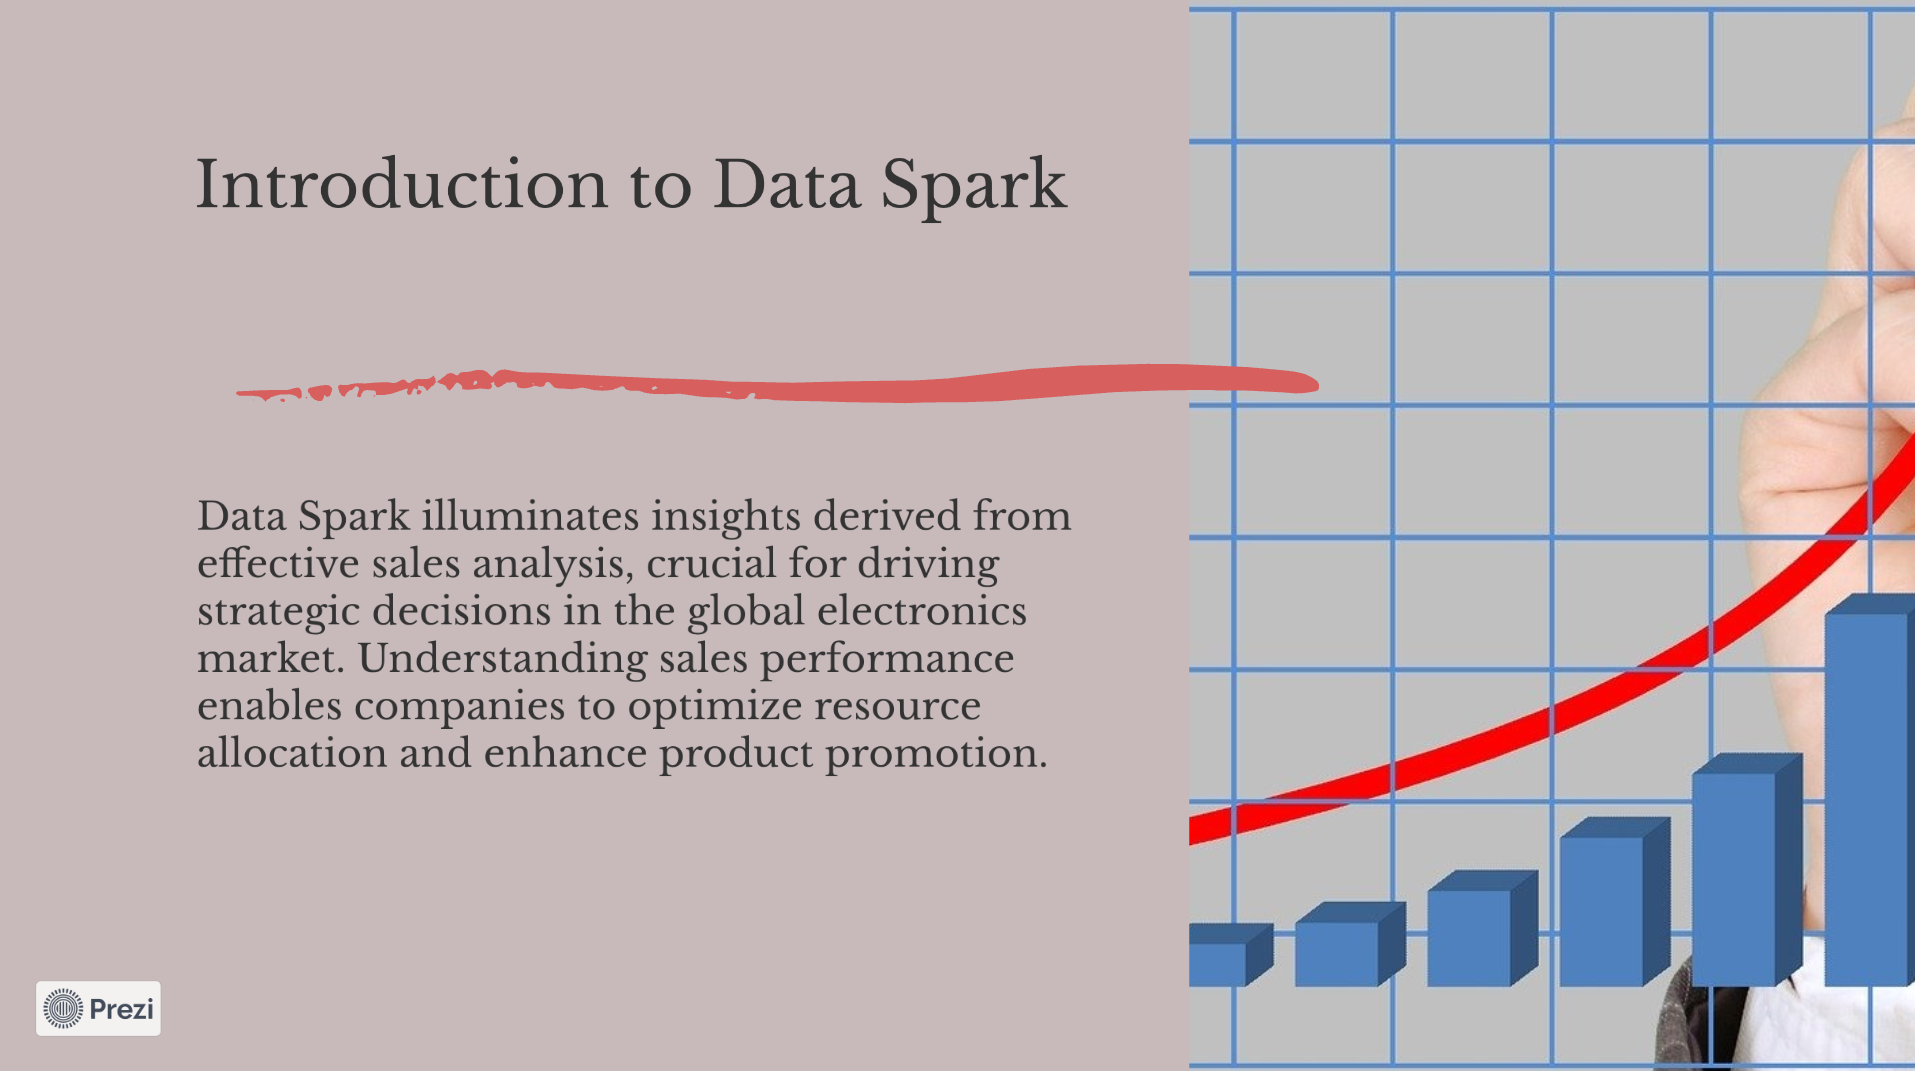 Introduction to Data Spark
Data Spark illuminates insights derived from
effective sales analysis, crucial for driving
strategic decisions in the global electronics
market. Understanding sales performance
enables companies to optimize resource
allocation and enhance product promotion.
Prezi